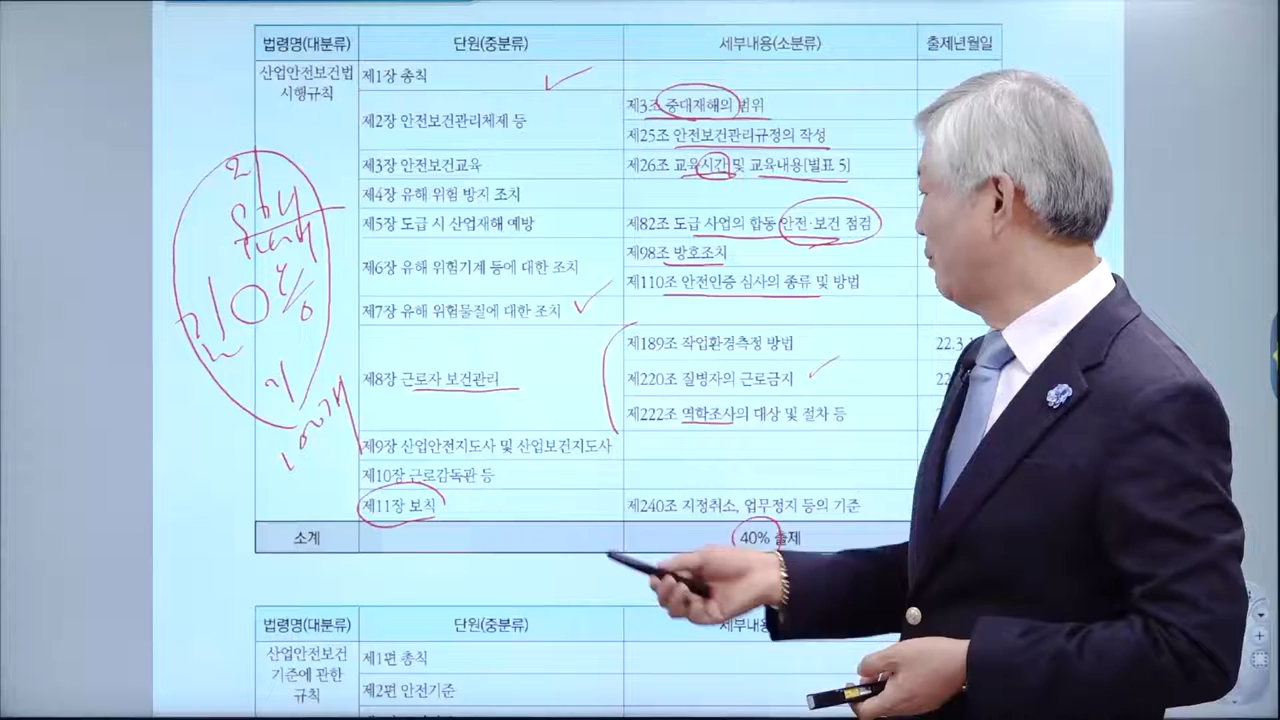 법령명(대분류) 단원(중분류) 세부내용(소분류) 출제년월일
산업안전보건법
시행규칙
제1장 총칙
제2장 안전보건관리체제 등
제3조 중대재해의 범위
제25조 안전보건관리규정의 작성
제3장 안전보건교육
제26조 교육시간 및 교육내용[별표 5]
제4장 유해 위험 방지 조치
제5장 도급 시 산업재해 예방
제82조 도급 사업의 합동 안전·보건 점검
제6장 유해 위험기계 등에 대한 조치
제98조 방호조치
제110조 안전인증 심사의 종류 및 방법
제7장 유해 위험물질에 대한 조치
제8장 근로자 보건관리
제189조 작업환경측정 방법 22.3.
제220조 질병자의 근로금지 22
제222조 역학조사의 대상 및 절차 등
제9장 산업안전지도사 및 산업보건지도사
제10장 근로감독관 등
제11장 보칙
제240조 지정취소, 업무정지 등의 기준
소계 40% 출제
법령명(대분류) 단원(중분류) 세부내용
산업안전보건
기준에 관한
규칙
제1편 총칙
제2편 안전기준